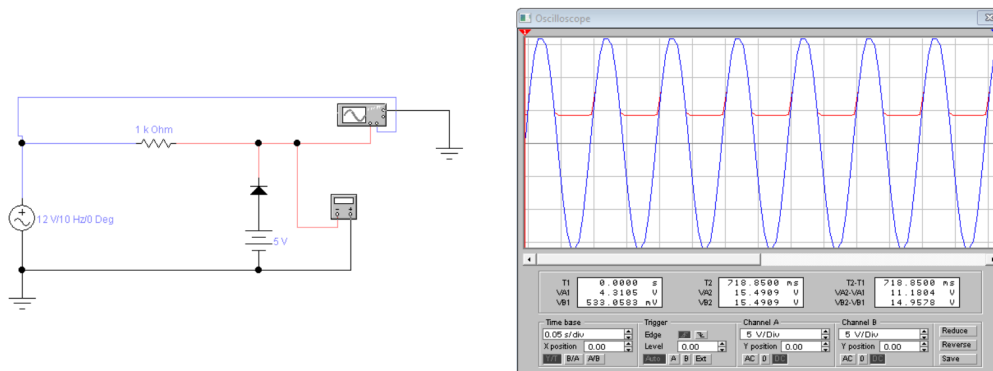 Oscilloscope
1 k Ohm
12 V/10 Hz/0 Deg
5 V
T1 0.0000 s
VA1 4.3105 V
VB1 533.0583 mV
T2 718.8500 ms
VA2 15.4909 V
VB2 15.4909 V
T2-T1 718.8500 ms
VA2-VA1 11.1804 V
VB2-VB1 14.9578 V
Time base
0.05 s/div
X position 0.00
Y/T B/A A/B
Trigger
Edge
Level 0.00
Auto A B Ext
Channel A
5 V/Div
Y position 0.00
AC 0 DC
Channel B
5 V/Div
Y position 0.00
AC 0 DC
Reduce
Reverse
Save